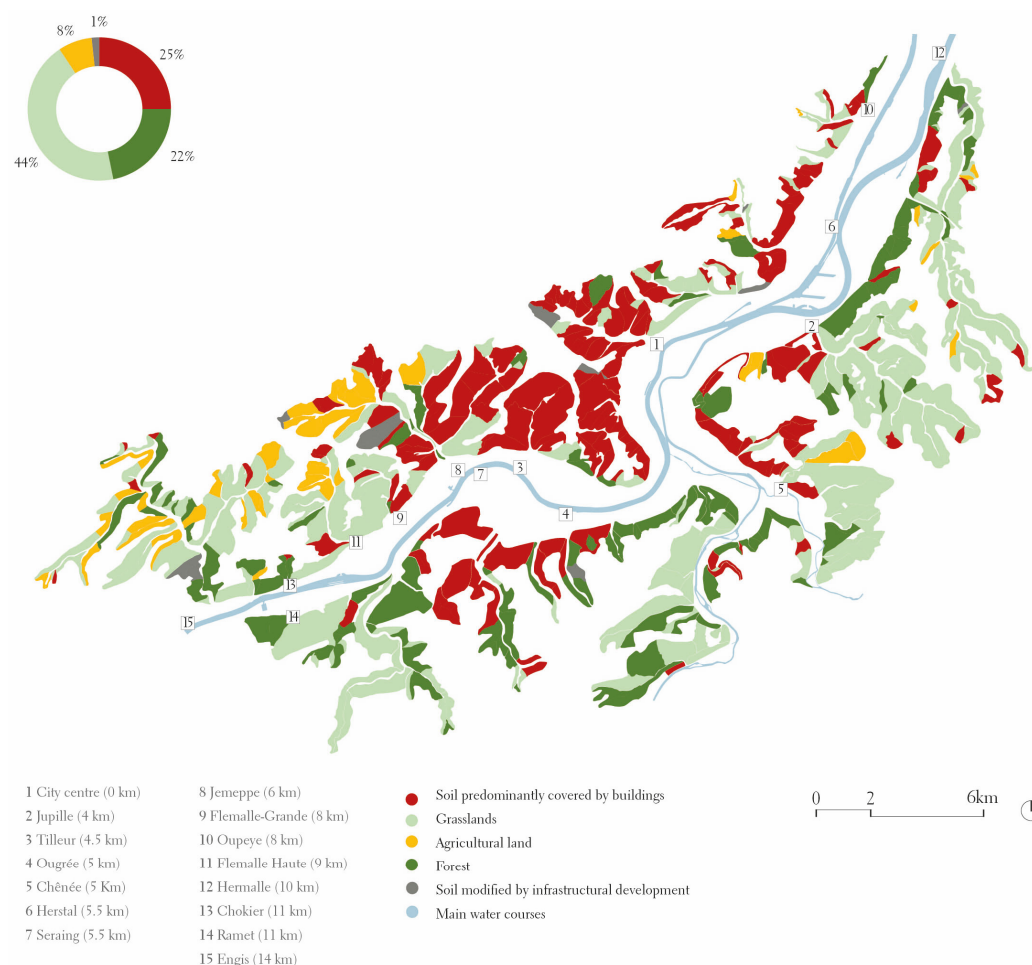 1%
8%
25%
44%
22%
12
10
6
2
1
3
8
7
5
4
9
11
13
14
15
1 City centre (0 km)
2 Jupille (4 km)
3 Tilleur (4.5 km)
4 Ougrée (5 km)
5 Chênée (5 Km)
6 Herstal (5.5 km)
7 Seraing (5.5 km)
8 Jemeppe (6 km)
9 Flemalle-Grande (8 km)
10 Oupeye (8 km)
11 Flemalle Haute (9 km)
12 Hermalle (10 km)
13 Chokier (11 km)
14 Ramet (11 km)
15 Engis (14 km)
Soil predominantly covered by buildings
Grasslands
Agricultural land
Forest
Soil modified by infrastructural development
Main water courses
0 2 6km